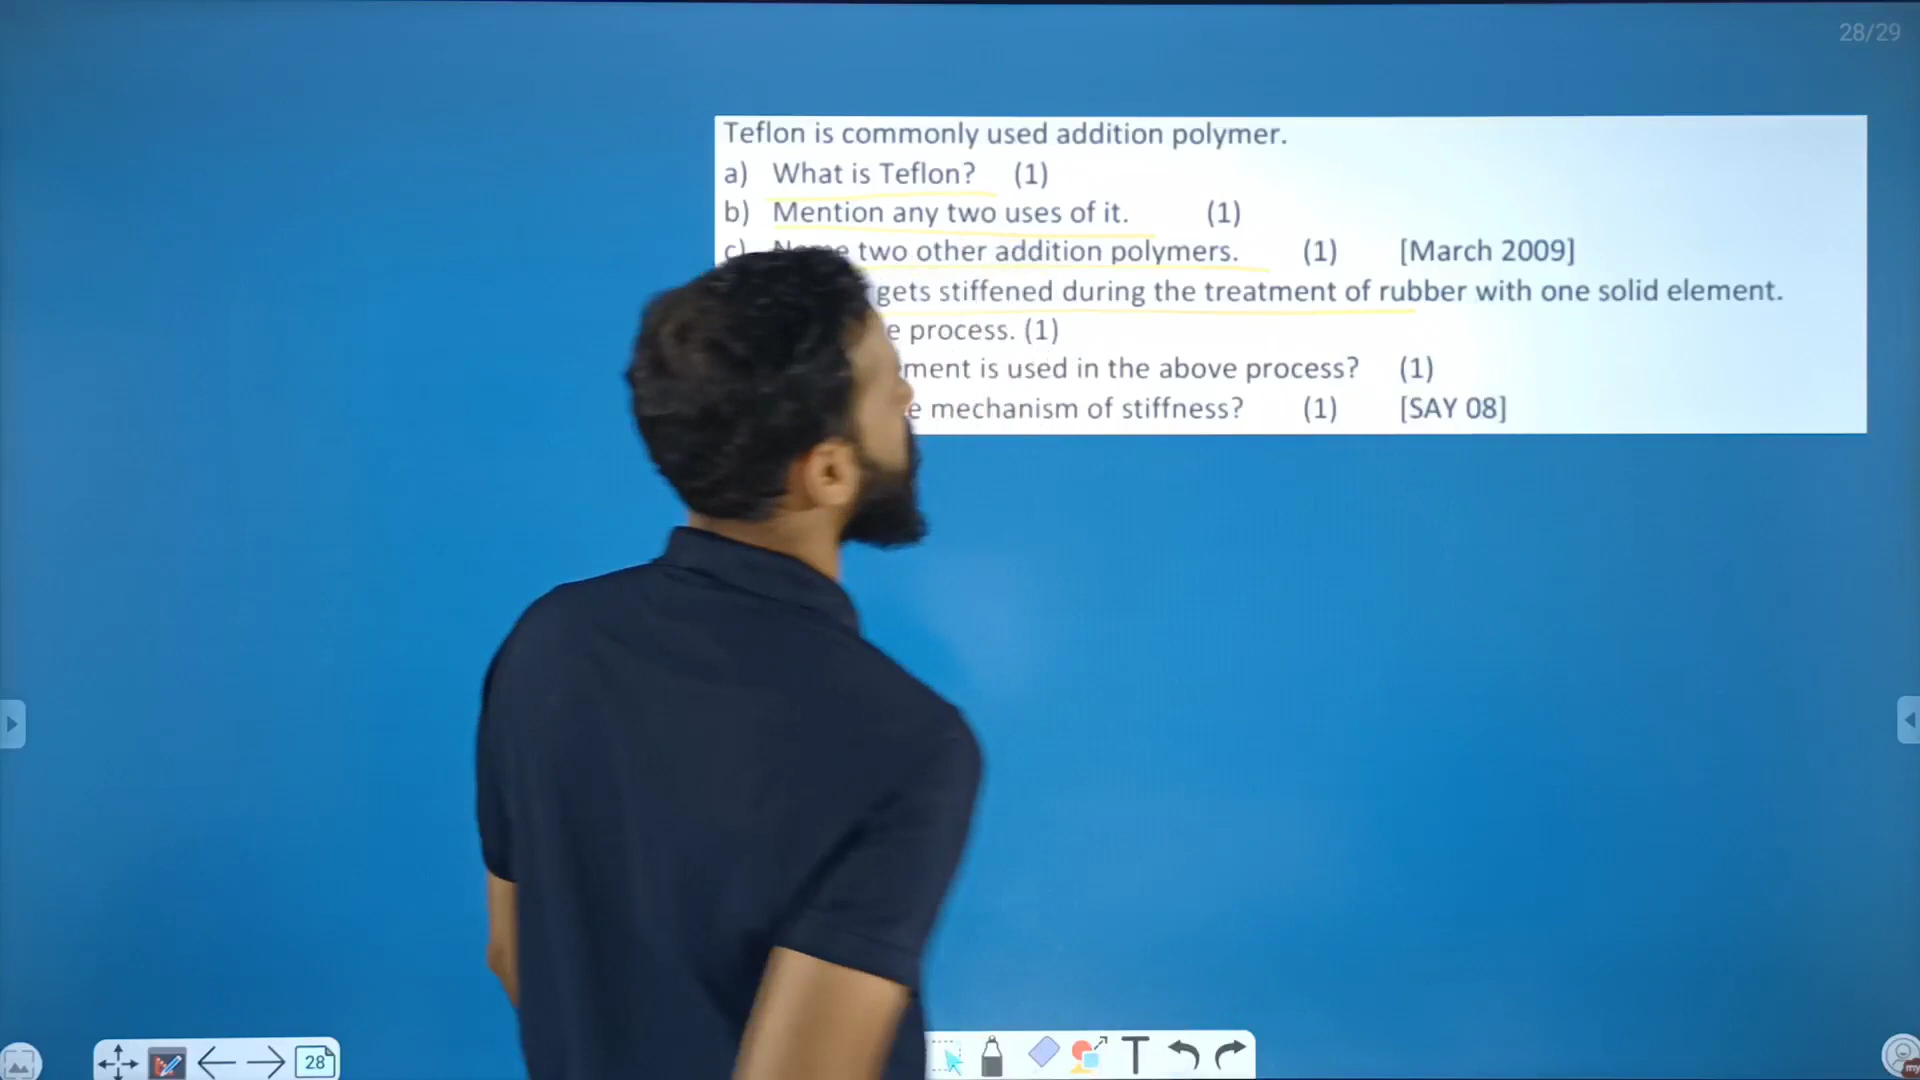 28/29
Teflon is commonly used addition polymer.
a) What is Teflon? (1)
b) Mention any two uses of it. (1)
c) two other addition polymers. (1) [March 2009]
gets stiffened during the treatment of rubber with one solid element.
process. (1)
is used in the above process? (1)
mechanism of stiffness? (1) [SAY 08]
28
T